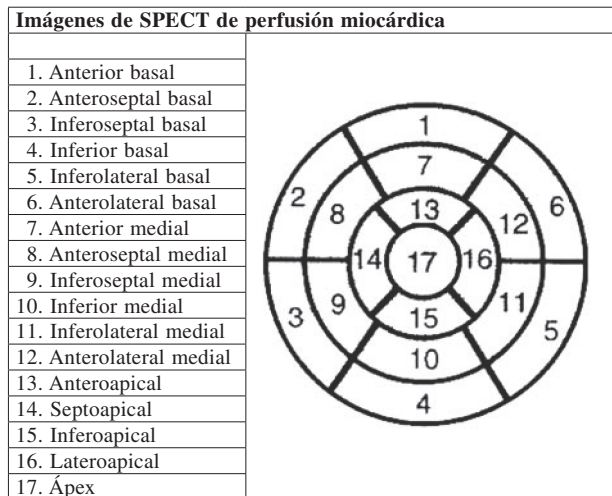 Imágenes de SPECT de perfusión miocárdica
1. Anterior basal
2. Anteroseptal basal
3. Inferoseptal basal
4. Inferior basal
5. Inferolateral basal
6. Anterolateral basal
7. Anterior medial
8. Anteroseptal medial
9. Inferoseptal medial
10. Inferior medial
11. Inferolateral medial
12. Anterolateral medial
13. Anteroapical
14. Septoapical
15. Inferoapical
16. Lateroapical
17. Ápex
1
7
2 8 13 12 6
14 17 16
3 9 15 11 5
10
4